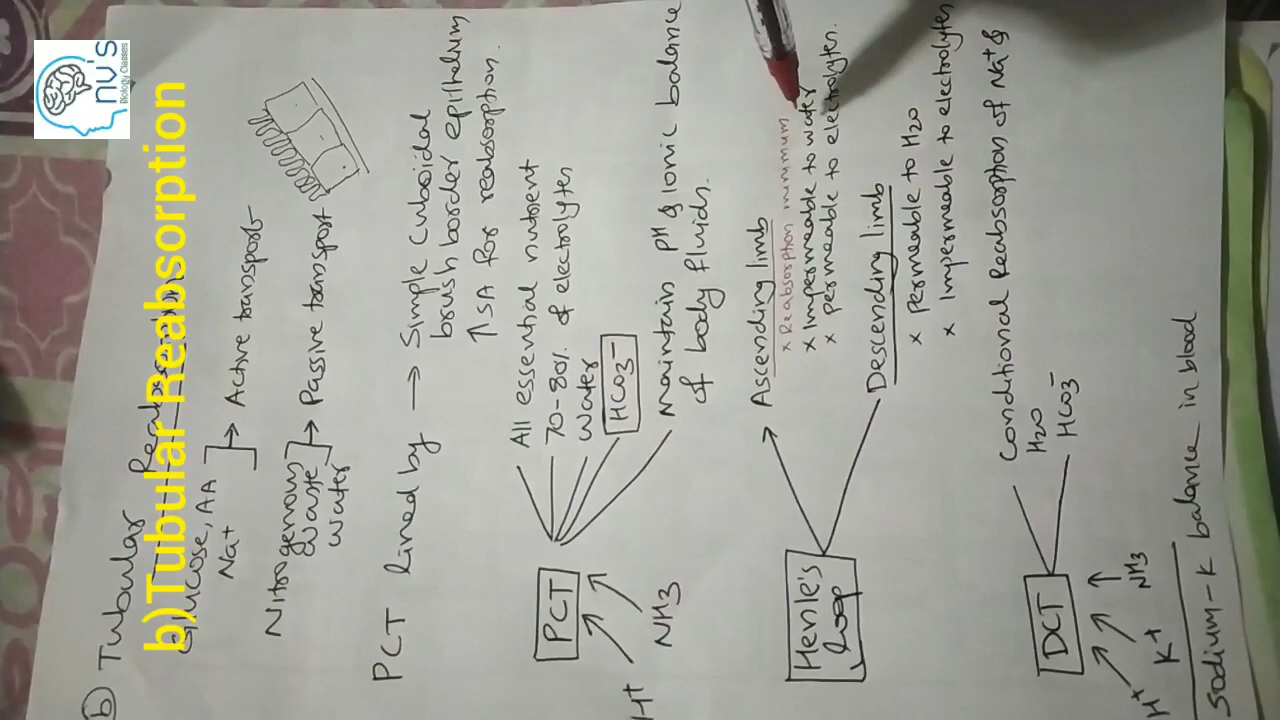 nv's
Biology Classes
b) Tubular Reabsorption
b) Tubular Reabsorption
Glucose, AA
Na+
Active transport
Nitrogenous
waste
water
Passive transport
PCT lined by → Simple cuboidal
brush border epithelium
↑SA for reabsorption.
PCT
H+
NH3
All essential nutrient
70-80% of electrolytes
water
HCO3-
Maintain pH & Ionic balance
of body fluids.
Henle's
Loop
Ascending limb
x Reabsorption minimum
x Impermeable to water
x permeable to electrolytes.
Descending limb
x permeable to H2O
x Impermeable to electrolytes
DCT
H+
K+
NH3
Conditional Reabsorption of Na+ &
H2O
HCO3-
Sodium-K balance in blood